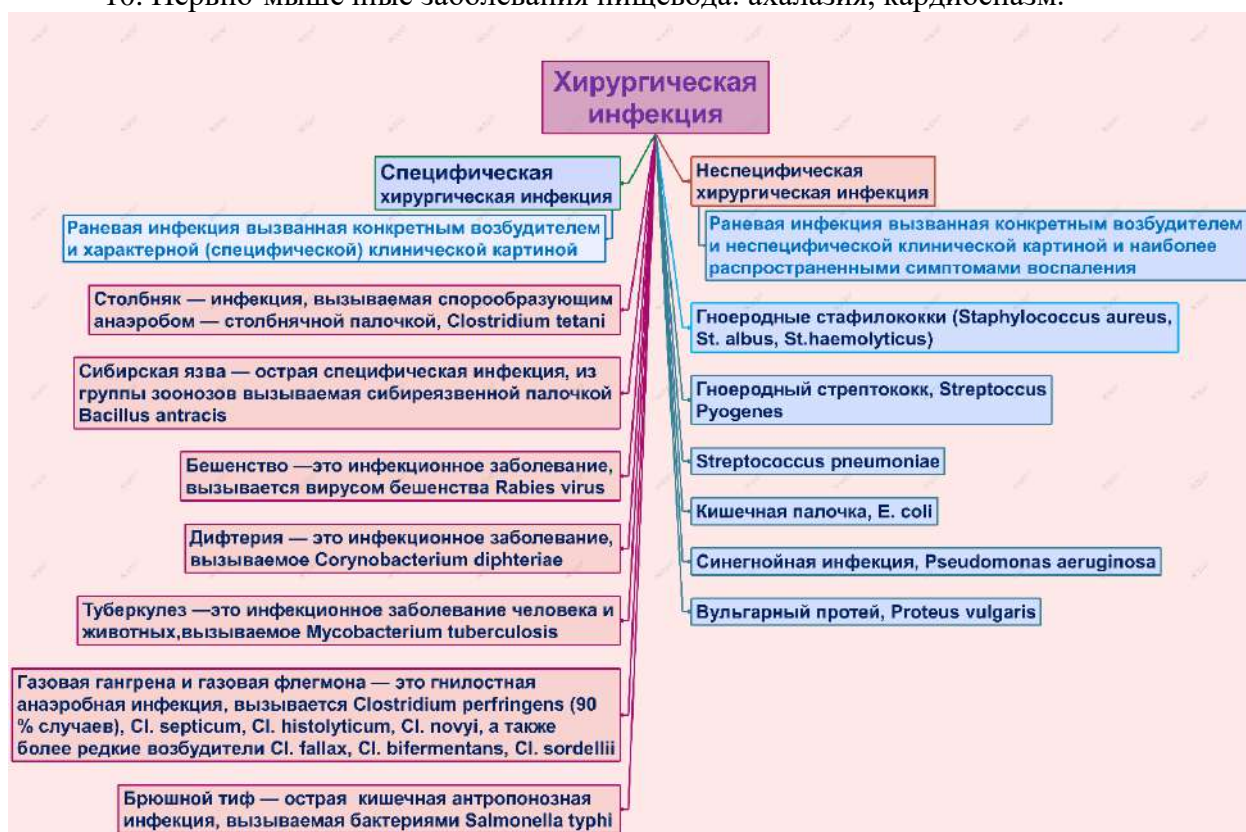 10. Нервно-мышечные заболевания пищевода: ахалазия, кардиоспазм.
Хирургическая
инфекция
Специфическая
хирургическая инфекция
Раневая инфекция вызванная конкретным возбудителем
и характерной (специфической) клинической картиной
Столбняк — инфекция, вызываемая спорообразующим
анаэробом — столбнячной палочкой, Clostridium tetani
Сибирская язва — острая специфическая инфекция, из
группы зоонозов вызываемая сибиреязвенной палочкой
Bacillus antracis
Бешенство —это инфекционное заболевание,
вызывается вирусом бешенства Rabies virus
Дифтерия — это инфекционное заболевание,
вызываемое Corynobacterium diphteriae
Туберкулез —это инфекционное заболевание человека и
животных,вызываемое Mycobacterium tuberculosis
Газовая гангрена и газовая флегмона — это гнилостная
анаэробная инфекция, вызывается Clostridium perfringens (90
% случаев), Cl. septicum, Cl. histolyticum, Cl. novyi, а также
более редкие возбудители Cl. fallax, Cl. bifermentans, Cl. sordellii
Брюшной тиф — острая кишечная антропонозная
инфекция, вызываемая бактериями Salmonella typhi
Неспецифическая
хирургическая инфекция
Раневая инфекция вызванная конкретным возбудителем
и неспецифической клинической картиной и наиболее
распространенными симптомами воспаления
Гноеродные стафилококки (Staphylococcus aureus,
St. albus, St.haemolyticus)
Гноеродный стрептококк, Streptoccus
Pyogenes
Streptococcus pneumoniae
Кишечная палочка, E. coli
Синегнойная инфекция, Pseudomonas aeruginosa
Вульгарный протей, Proteus vulgaris